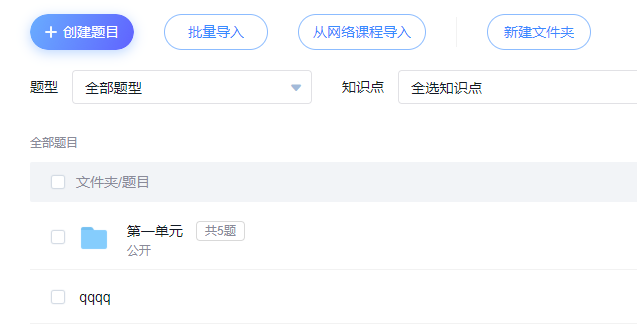 + 创建题目 批量导入 从网络课程导入 新建文件夹
题型 全部题型 知识点 全选知识点
全部题目
文件夹/题目
第一单元 共5题
公开
qqqq